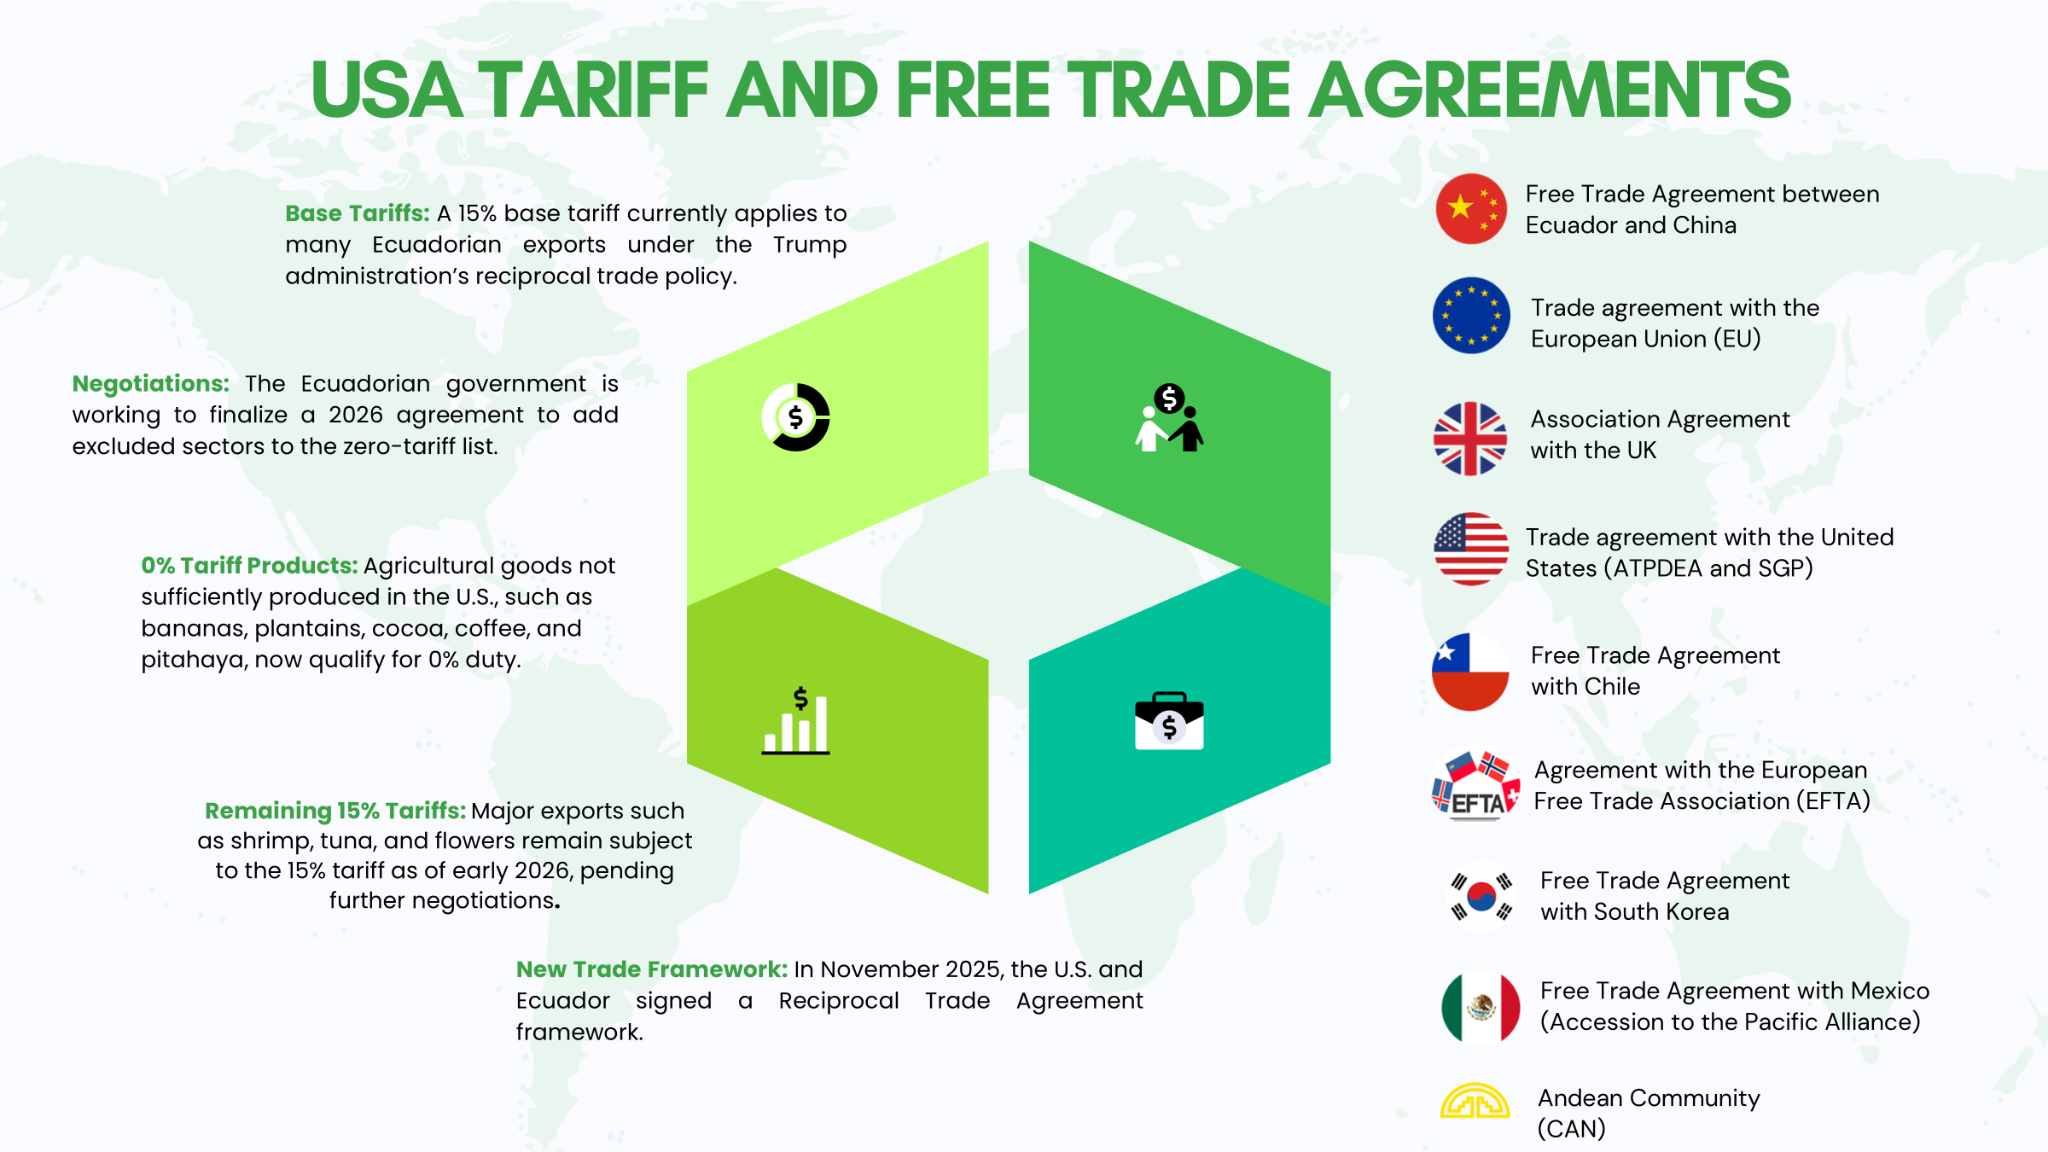 USA TARIFF AND FREE TRADE AGREEMENTS
Base Tariffs: A 15% base tariff currently applies to
many Ecuadorian exports under the Trump
administration's reciprocal trade policy.
Negotiations: The Ecuadorian government is
working to finalize a 2026 agreement to add
excluded sectors to the zero-tariff list.
0% Tariff Products: Agricultural goods not
sufficiently produced in the U.S., such as
bananas, plantains, cocoa, coffee, and
pitahaya, now qualify for 0% duty.
Remaining 15% Tariffs: Major exports such
as shrimp, tuna, and flowers remain subject
to the 15% tariff as of early 2026, pending
further negotiations.
New Trade Framework: In November 2025, the U.S. and
Ecuador signed a Reciprocal Trade Agreement
framework.
$
$
$
$
Free Trade Agreement between
Ecuador and China
Trade agreement with the
European Union (EU)
Association Agreement
with the UK
Trade agreement with the United
States (ATPDEA and SGP)
Free Trade Agreement
with Chile
EFTA
Agreement with the European
Free Trade Association (EFTA)
Free Trade Agreement
with South Korea
Free Trade Agreement with Mexico
(Accession to the Pacific Alliance)
Andean Community
(CAN)